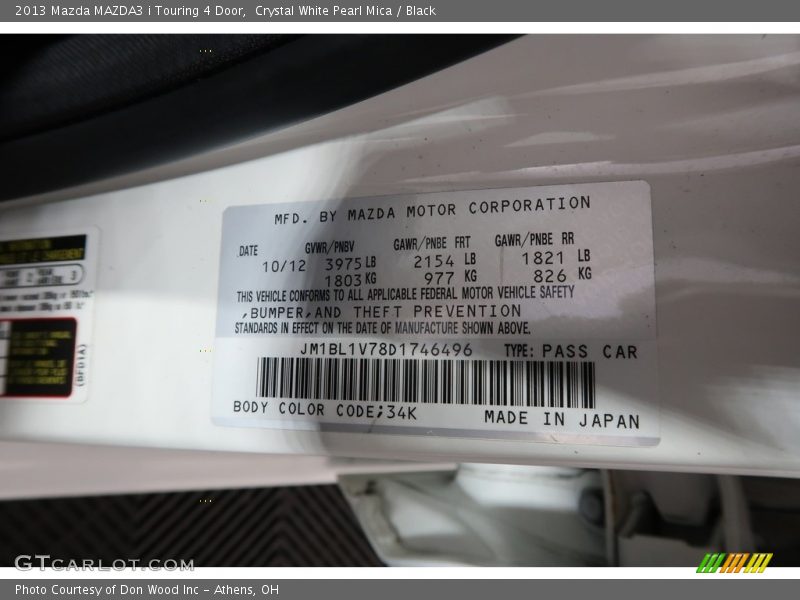 2013 Mazda MAZDA3 i Touring 4 Door,  Crystal White Pearl Mica / Black
MFD. BY MAZDA MOTOR CORPORATION
DATE GVWR/PNBV GAWR/PNBE FRT GAWR/PNBE RR
10/12 3975 LB 2154 LB 1821 LB
1803 KG 977 KG 826 KG
THIS VEHICLE CONFORMS TO ALL APPLICABLE FEDERAL MOTOR VEHICLE SAFETY
,BUMPER,AND THEFT PREVENTION
STANDARDS IN EFFECT ON THE DATE OF MANUFACTURE SHOWN ABOVE.
JM1BL1V78D1746496 TYPE: PASS CAR
BODY COLOR CODE;34K MADE IN JAPAN
(BFD1A)
GTCARLOT.COM
Photo Courtesy of Don Wood Inc - Athens, OH